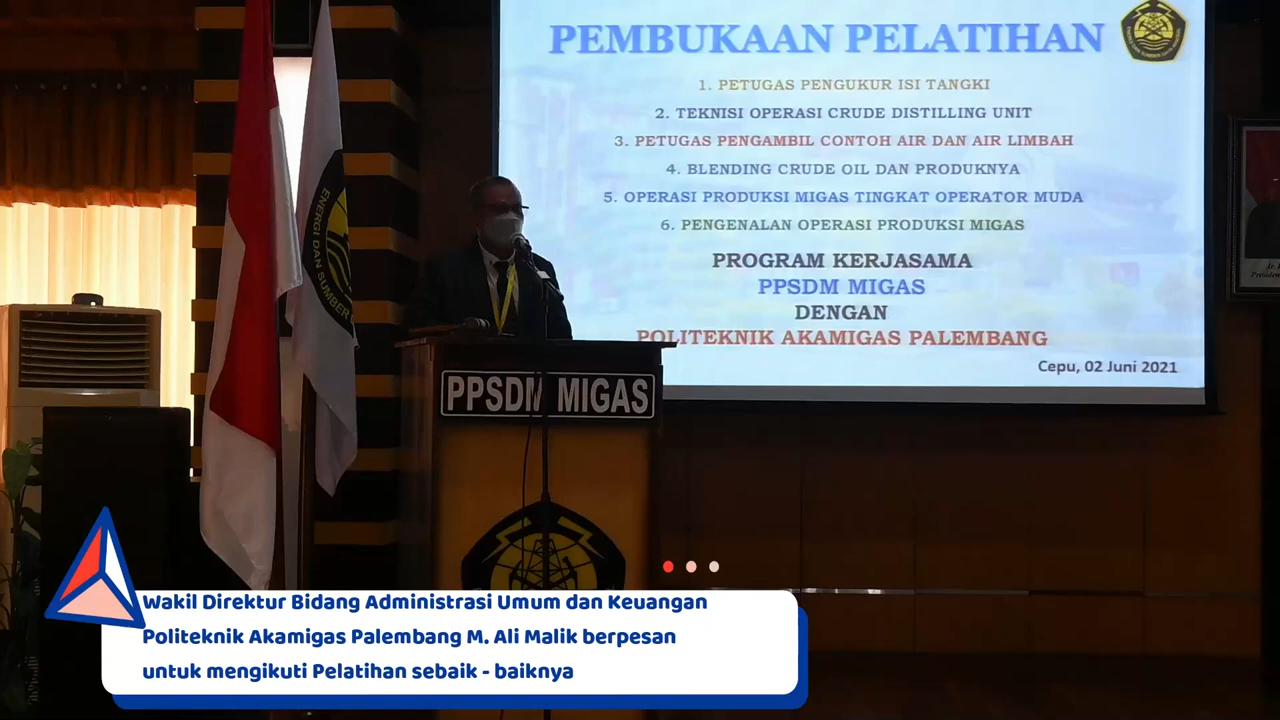 PEMBUKAAN PELATIHAN
1. PETUGAS PENGUKUR ISI TANGKI
2. TEKNISI OPERASI CRUDE DISTILLING UNIT
3. PETUGAS PENGAMBIL CONTOH AIR DAN AIR LIMBAH
4. BLENDING CRUDE OIL DAN PRODUKNYA
5. OPERASI PRODUKSI MIGAS TINGKAT OPERATOR MUDA
6. PENGENALAN OPERASI PRODUKSI MIGAS
PROGRAM KERJASAMA
PPSDM MIGAS
DENGAN
POLITEKNIK AKAMIGAS PALEMBANG
Cepu, 02 Juni 2021
ENERGI DAN SUMBER
PPSDM MIGAS
Wakil Direktur Bidang Administrasi Umum dan Keuangan
Politeknik Akamigas Palembang M. Ali Malik berpesan
untuk mengikuti Pelatihan sebaik - baiknya